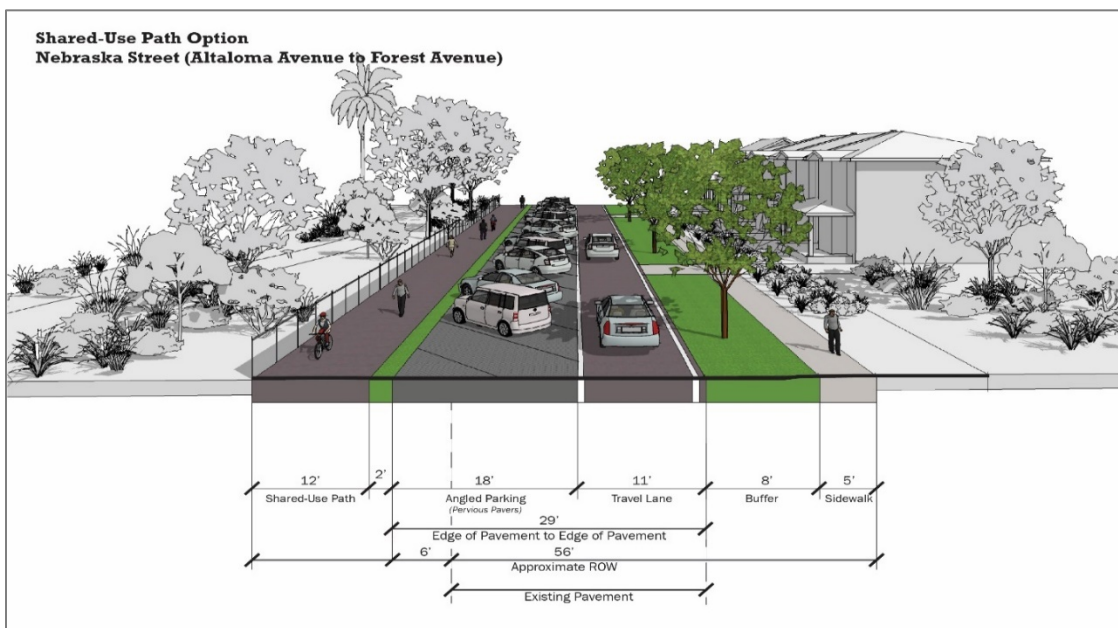 Shared-Use Path Option
Nebraska Street (Altaloma Avenue to Forest Avenue)
12' 2' 18' 11' 8' 5'
Shared-Use Path Angled Parking Travel Lane Buffer Sidewalk
(Pervious Pavers)
29'
Edge of Pavement to Edge of Pavement
6' 56'
Approximate ROW
Existing Pavement